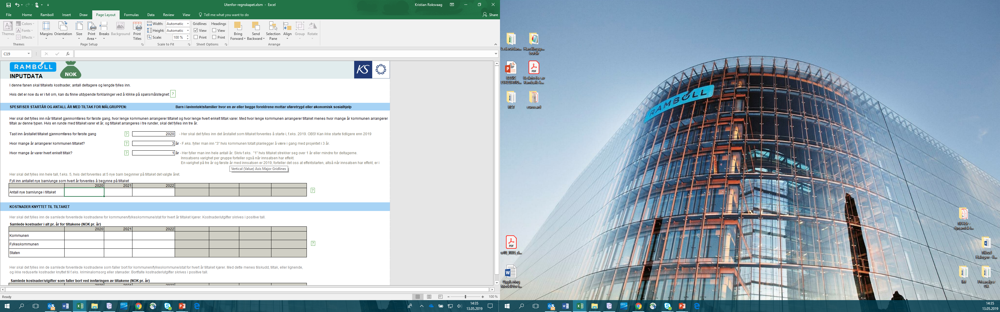 Utenfor-regnskapet.xlsm - Excel
Kristian Roksvaag
File Home Ramboll Insert Draw Page Layout Formulas Data Review View Tell me what you want to do
Share
Themes
Colors
Fonts
Effects
Margins Orientation Size Print Area Breaks Background Print Titles
Width: Automatic
Height: Automatic
Scale: 100 %
Gridlines Headings
View View
Print Print
Bring Forward Send Backward Selection Pane Align Group Rotate
Themes Page Setup Scale to Fit Sheet Options Arrange
C19
fx
RAMBOLL
NOK
KS
INPUTDATA
I denne fanen skal tiltakets kostnader, antall deltagere og lengde fylles inn.
Hvis det er noe du er i tvil om, kan du finne utdypende forklaringer ved å klikke på spørsmålstegnet: ?
SPESIFISER STARTÅR OG ANTALL ÅR MED TILTAK FOR MÅLGRUPPEN: Barn i lavinntektsfamilier hvor en av eller begge foreldrene mottar uføretrygd eller økonomisk sosialhjelp
Her skal det fylles inn når tiltaket gjennomføres for første gang, hvor lenge kommunen arrangerer tiltaket og hvor lenge hvert enkelt tiltak varer. Med hvor lenge kommunen arrangerer tiltaket menes hvor mange år kommunen arrangerer
tiltak av denne typen. Hvis en runde med tiltaket varer et år, og tiltaket arrangeres i tre runder, skal det fylles inn tre år.
Tast inn årstallet tiltaket gjennomføres for første gang ? 2020 - Her skal det fylles inn det årstallet som tiltaket forventes å starte i, f.eks. 2019. OBS! Kan ikke starte tidligere enn 2019
Hvor mange år arrangerer kommunen tiltaket? ? 3 år - F.eks. fyller man inn "3" hvis kommunen totalt planlegger å være i gang med projektet i 3 år.
Hvor mange år varer hvert enkelt tiltak? ? 1 år - Her fyller man inn hele antall år. Skriv f.eks. "1" hvis tiltaket strekker seg over 1 år eller mindre for deltagerne.
Innsatsens varighet per gruppe forteller også når innsatsen har effekt.
En varighet på tre år og første år med innsatsen er 2019, forteller det oss at effektstarten, altså når innsatsen har effekt, er i
Vertical (Value) Axis Major Gridlines
Her skal det fylles inn hele tall, f.eks. 5, hvis det forventes at 5 nye barn begynner på tiltaket det valgte året.
Fyll inn antallet nye barn/unge som hvert år forventes å begynne på tiltaket
2020 2021 2022
Antall nye barn/unge i tiltaket ?
KOSTNADER KNYTTET TIL TILTAKET
Her skal det fylles inn de samlede forventede kostnadene for kommunen/fylkeskommune/stat for hvert år tiltaket kjører. Kostnader/utgifter skrives i positive tall.
Samlede kostnader i alt pr. år for tiltakene (NOK pr. år)
2020 2021 2022
Kommunen
Fylkeskommunen ?
Staten
Her skal det fylles inn de samlede forventede kostnadene som faller bort for kommunen/fylkeskommune/stat for hvert år tiltaket kjører. Med dette menes tilskudd, tiltak, eller lignende,
og ikke reduserte kostnader knyttet til f.eks. kriminalomsorg eller stønader. Bortfalte kostnader/utgifter skrives i positive tall.
Samlede kostnader/utgifter som faller bort ved innføringen av tiltakene (NOK pr. år)
2020 2021 2022
Ready
100 %
14:35
13.05.2019
Lederutdan... Handlingsp... bufdir
BASIC EVALUATIO... Beskrivelse av Rambølls k...
RCT eurocard
w18_1003_d...
Opplæring Modell for i...
RAMBOLL
Til Hdir - dynamisk i...
Tilbud Halogen - K...
IM Prisanalyse OK
14:35
13.05.2019